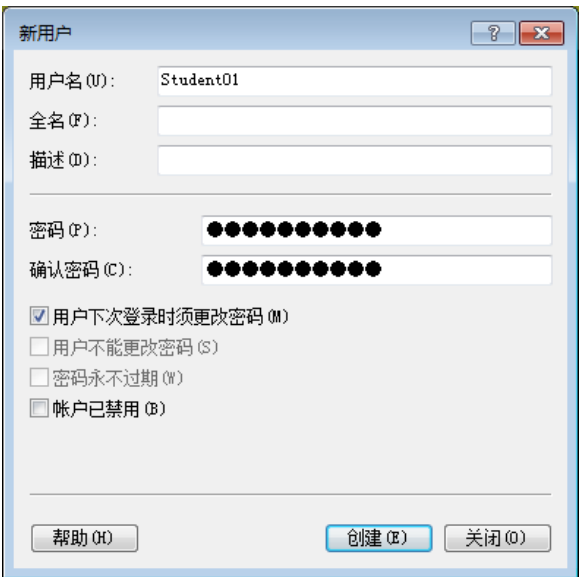 新用户
用户名(U): Student01
全名(F):
描述(D):
密码(P): ●●●●●●●●●●
确认密码(C): ●●●●●●●●●●
用户下次登录时须更改密码(M)
用户不能更改密码(S)
密码永不过期(W)
帐户已禁用(B)
帮助(H) 创建(E) 关闭(O)